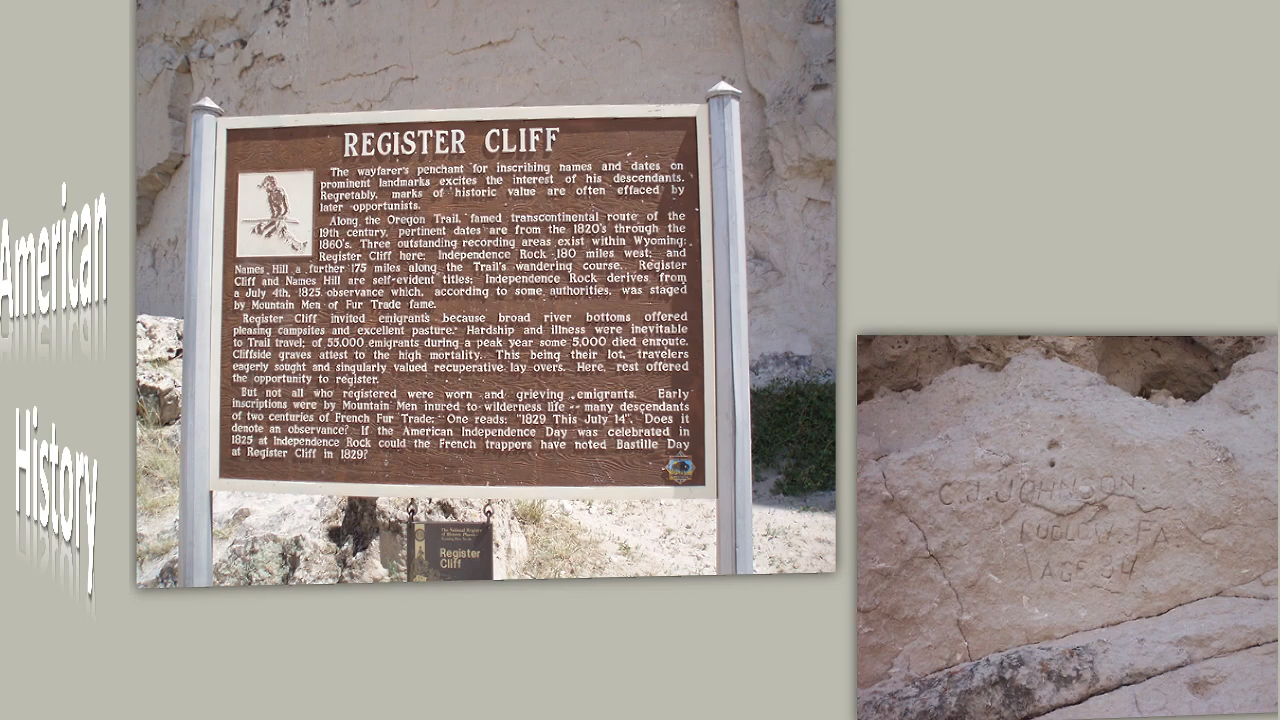 American
History
REGISTER CLIFF
The wayfarer's penchant for inscribing names and dates on
prominent landmarks excites the interest of his descendants.
Regretably, marks of historic value are often effaced by
later opportunists.
Along the Oregon Trail, famed transcontinental route of the
19th century, pertinent dates are from the 1820's through the
1860's. Three outstanding recording areas exist within Wyoming:
Register Cliff here; Independence Rock 180 miles west; and
Names Hill a further 175 miles along the Trail's wandering course. Register
Cliff and Names Hill are self-evident titles; Independence Rock derives from
a July 4th, 1825 observance which, according to some authorities, was staged
by Mountain Men of Fur Trade fame.
Register Cliff invited emigrants because broad river bottoms offered
pleasing campsites and excellent pasture. Hardship and illness were inevitable
to Trail travel; of 55,000 emigrants during a peak year some 5,000 died enroute.
Cliffside graves attest to the high mortality. This being their lot, travelers
eagerly sought and singularly valued recuperative lay overs. Here, rest offered
the opportunity to register.
But not all who registered were worn and grieving emigrants. Early
inscriptions were by Mountain Men inured to wilderness life -- many descendants
of two centuries of French Fur Trade. One reads: "1829 This July 14". Does it
denote an observance? If the American Independence Day was celebrated in
1825 at Independence Rock could the French trappers have noted Bastille Day
at Register Cliff in 1829?
The National Register
of Historic Places
Register
Cliff
C.J. JOHNSON.
LUDLOW.
AGE